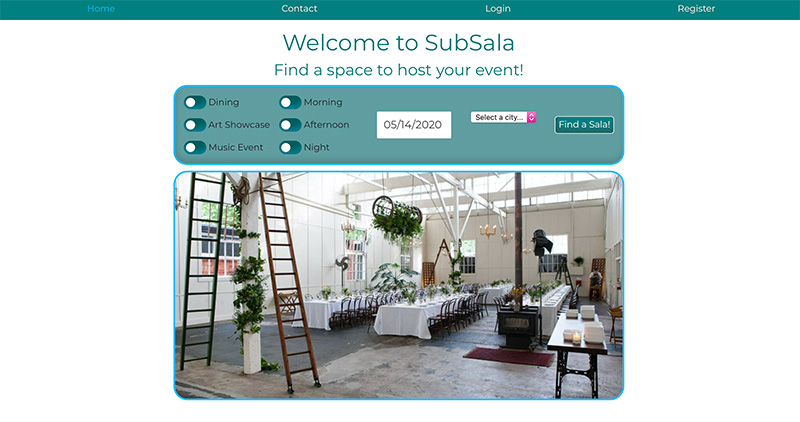 Home Contact Login Register
Welcome to SubSala
Find a space to host your event!
Dining Morning
Art Showcase Afternoon 05/14/2020 Select a city... Find a Sala!
Music Event Night